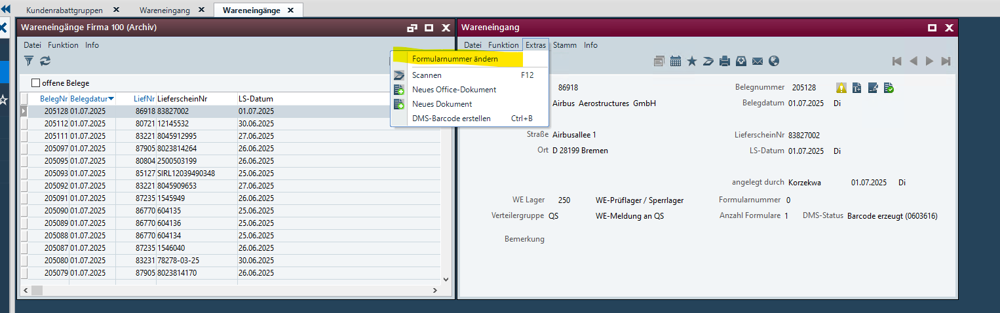 Kundenrabattgruppen Wareneingang Wareneingänge
Wareneingänge Firma 100 (Archiv)
Datei Funktion Info
offene Belege
BelegNr Belegdatur LiefNr LieferscheinNr LS-Datum
205128 01.07.2025 86918 83827002 01.07.2025
205112 01.07.2025 80721 12145532 30.06.2025
205111 01.07.2025 83221 8045912995 27.06.2025
205097 01.07.2025 87905 8023814264 26.06.2025
205095 01.07.2025 80804 2500503199 26.06.2025
205093 01.07.2025 85127 SIRL12039490348 25.06.2025
205092 01.07.2025 83221 8045909653 27.06.2025
205091 01.07.2025 87235 1545949 26.06.2025
205090 01.07.2025 86770 604135 25.06.2025
205089 01.07.2025 86770 604136 25.06.2025
205088 01.07.2025 86770 604134 25.06.2025
205087 01.07.2025 87235 1546040 26.06.2025
205080 01.07.2025 83231 78278-03-25 30.06.2025
205079 01.07.2025 87905 8023814170 26.06.2025
Wareneingang
Datei Funktion Extras Stamm Info
Formularnummer ändern
Scannen F12
Neues Office-Dokument
Neues Dokument
DMS-Barcode erstellen Ctrl+B
86918 Belegnummer 205128
Airbus Aerostructures GmbH Belegdatum 01.07.2025 Di
Straße Airbusallee 1 LieferscheinNr 83827002
Ort D 28199 Bremen LS-Datum 01.07.2025 Di
angelegt durch Korzekwa 01.07.2025 Di
WE Lager 250 WE-Prüflager / Sperrlager Formularnummer 0
Verteilergruppe QS WE-Meldung an QS Anzahl Formulare 1 DMS-Status Barcode erzeugt (0603616)
Bemerkung